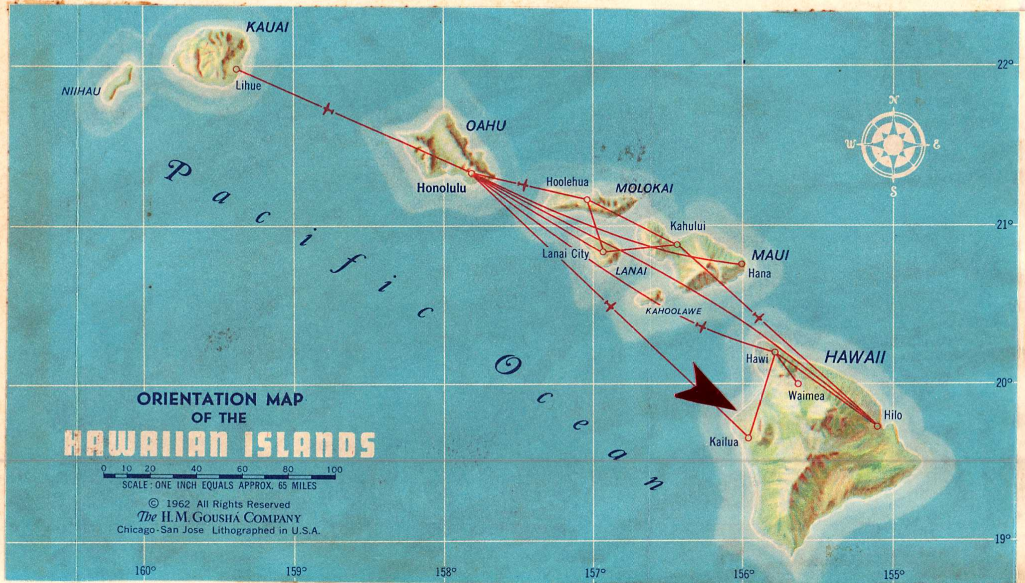 KAUAI
NIIHAU
Lihue
22°
OAHU
Honolulu
N
W E
S
Pacific Ocean
Hoolehua
MOLOKAI
21°
Kahului
Lanai City
LANAI
MAUI
Hana
KAHOOLAWE
Hawi
HAWAII
20°
Waimea
Hilo
Kailua
ORIENTATION MAP
OF THE
HAWAIIAN ISLANDS
0 10 20 40 60 80 100
SCALE: ONE INCH EQUALS APPROX. 65 MILES
© 1962 All Rights Reserved
The H.M. GOUSHÁ COMPANY
Chicago-San Jose Lithographed in U.S.A.
19°
160° 159° 158° 157° 156° 155°